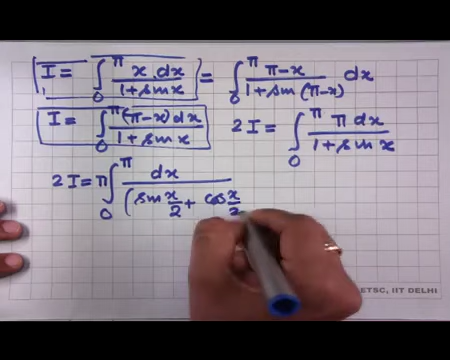 I = ∫₀^π x dx / (1 + sin x) = ∫₀^π (π-x) / (1 + sin (π-x)) dx
I = ∫₀^π (π-x) dx / (1 + sin x)
2I = ∫₀^π π dx / (1 + sin x)
2I = π ∫₀^π dx / (sin x/2 + cos x/2
ETSC, IIT DELHI